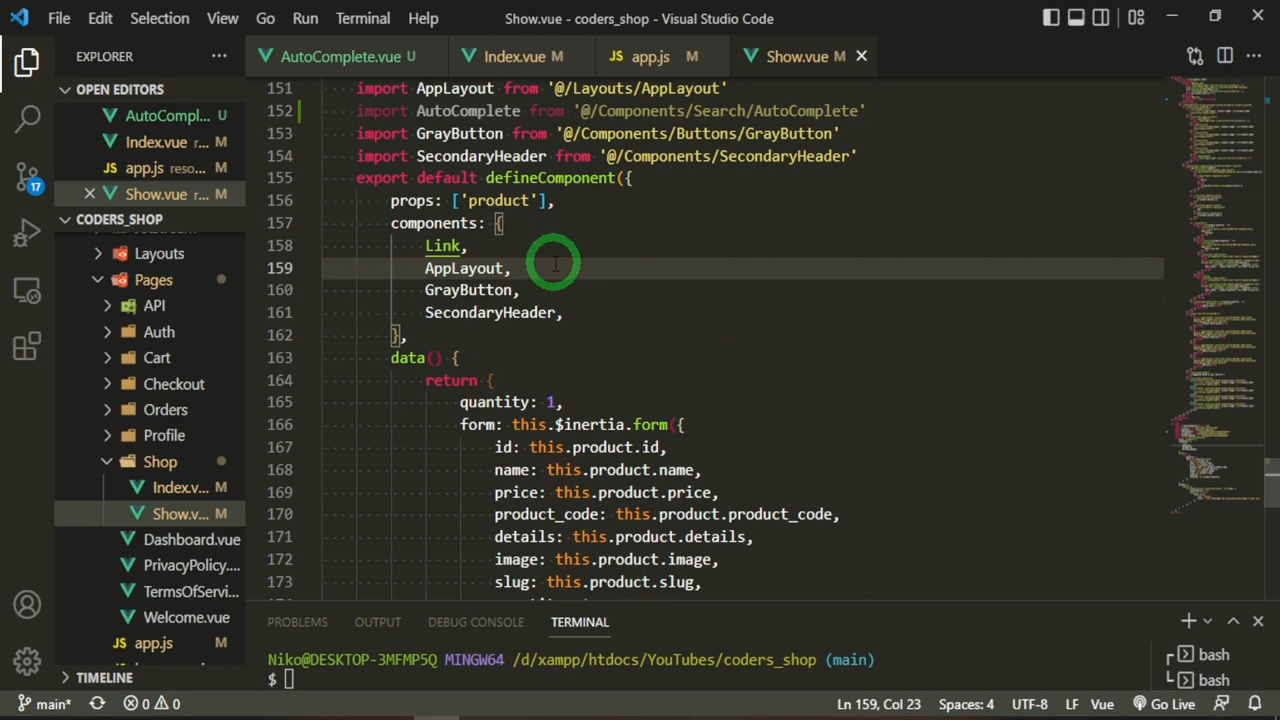 File Edit Selection View Go Run Terminal Help Show.vue - coders_shop - Visual Studio Code
EXPLORER
AutoComplete.vue U
Index.vue M
JS app.js M
Show.vue M
OPEN EDITORS
AutoCompl... U
Index.vue r... M
JS app.js reso... M
Show.vue r... M
17
CODERS_SHOP
Layouts
Pages
API
Auth
Cart
Checkout
Orders
Profile
Shop
Index.v... M
Show.v... M
Dashboard.vue
PrivacyPolicy....
TermsOfServi...
Welcome.vue
JS app.js M
TIMELINE
151 import AppLayout from '@/Layouts/AppLayout'
152 import AutoComplete from '@/Components/Search/AutoComplete'
153 import GrayButton from '@/Components/Buttons/GrayButton'
154 import SecondaryHeader from '@/Components/SecondaryHeader'
155 export default defineComponent({
156 props: ['product'],
157 components: {
158 Link,
159 AppLayout,
160 GrayButton,
161 SecondaryHeader,
162 },
163 data() {
164 return {
165 quantity: 1,
166 form: this.$inertia.form({
167 id: this.product.id,
168 name: this.product.name,
169 price: this.product.price,
170 product_code: this.product.product_code,
171 details: this.product.details,
172 image: this.product.image,
173 slug: this.product.slug,
PROBLEMS OUTPUT DEBUG CONSOLE TERMINAL
Niko@DESKTOP-3MFMP5Q MINGW64 /d/xampp/htdocs/YouTubes/coders_shop (main)
$
bash
bash
main* 0 0 Ln 159, Col 23 Spaces: 4 UTF-8 LF Vue Go Live